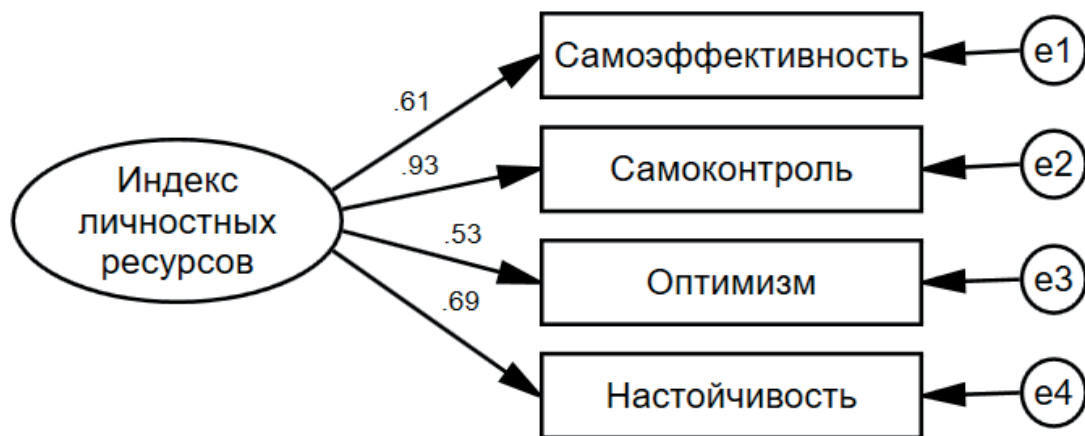 Самоэффективность
e1
.61
Самоконтроль
e2
.93
Индекс
личностных
ресурсов
.53
Оптимизм
e3
.69
Настойчивость
e4